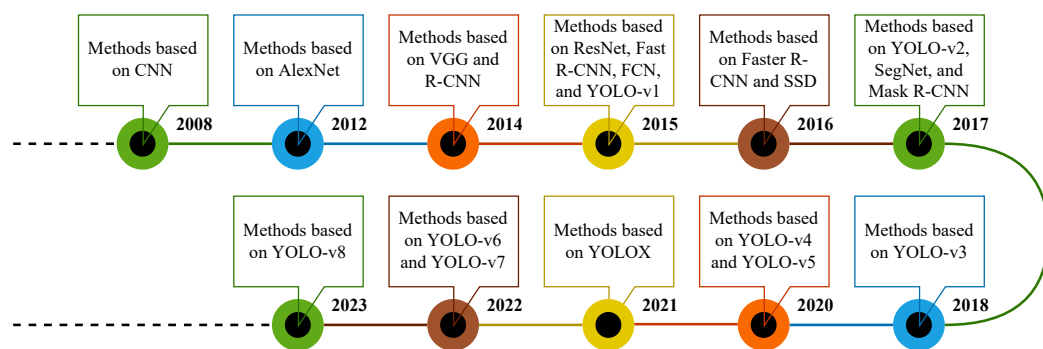 Methods based
on CNN
2008
Methods based
on AlexNet
2012
Methods based
on VGG and
R-CNN
2014
Methods based
on ResNet, Fast
R-CNN, FCN,
and YOLO-v1
2015
Methods based
on Faster R-
CNN and SSD
2016
Methods based
on YOLO-v2,
SegNet, and
Mask R-CNN
2017
Methods based
on YOLO-v3
2018
Methods based
on YOLO-v4
and YOLO-v5
2020
Methods based
on YOLOX
2021
Methods based
on YOLO-v6
and YOLO-v7
2022
Methods based
on YOLO-v8
2023